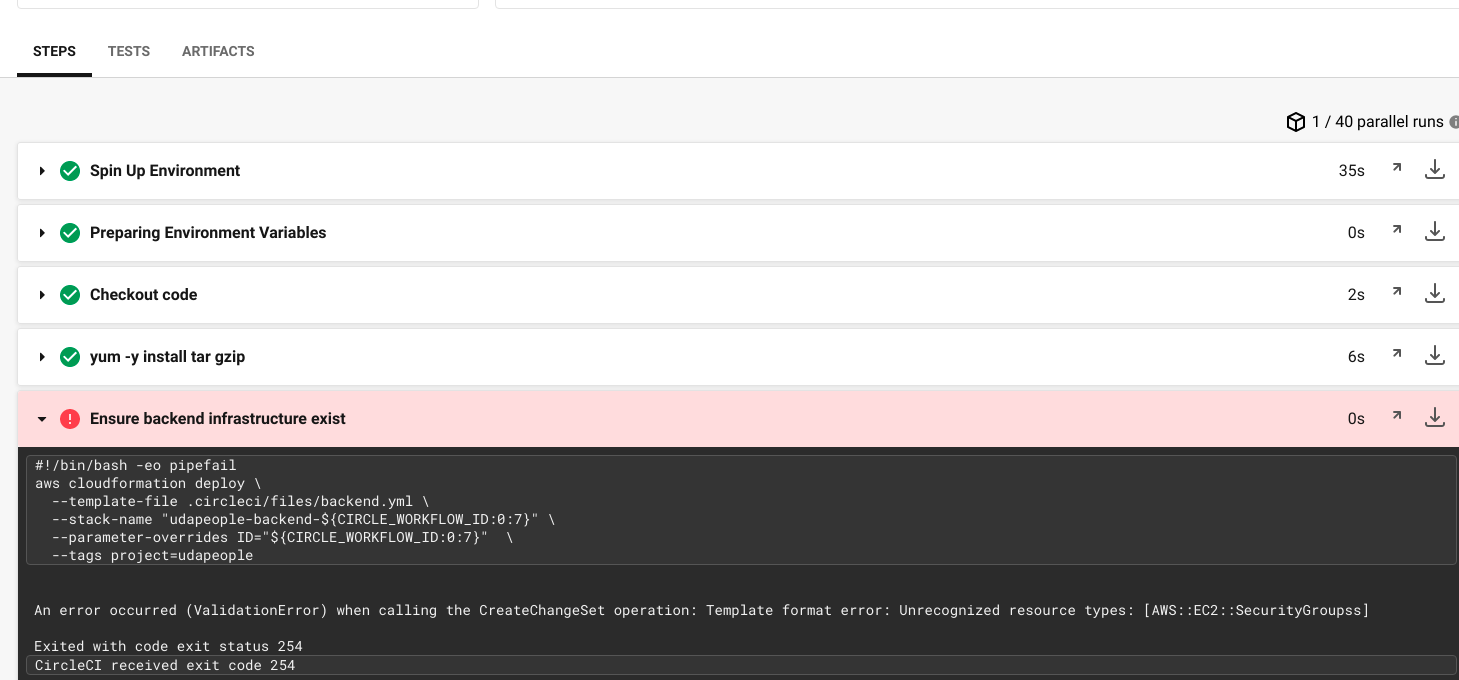 STEPS TESTS ARTIFACTS
1 / 40 parallel runs
Spin Up Environment 35s
Preparing Environment Variables 0s
Checkout code 2s
yum -y install tar gzip 6s
Ensure backend infrastructure exist 0s
#!/bin/bash -eo pipefail
aws cloudformation deploy \
  --template-file .circleci/files/backend.yml \
  --stack-name "udapeople-backend-${CIRCLE_WORKFLOW_ID:0:7}" \
  --parameter-overrides ID="${CIRCLE_WORKFLOW_ID:0:7}"  \
  --tags project=udapeople
An error occurred (ValidationError) when calling the CreateChangeSet operation: Template format error: Unrecognized resource types: [AWS::EC2::SecurityGroupss]
Exited with code exit status 254
CircleCI received exit code 254